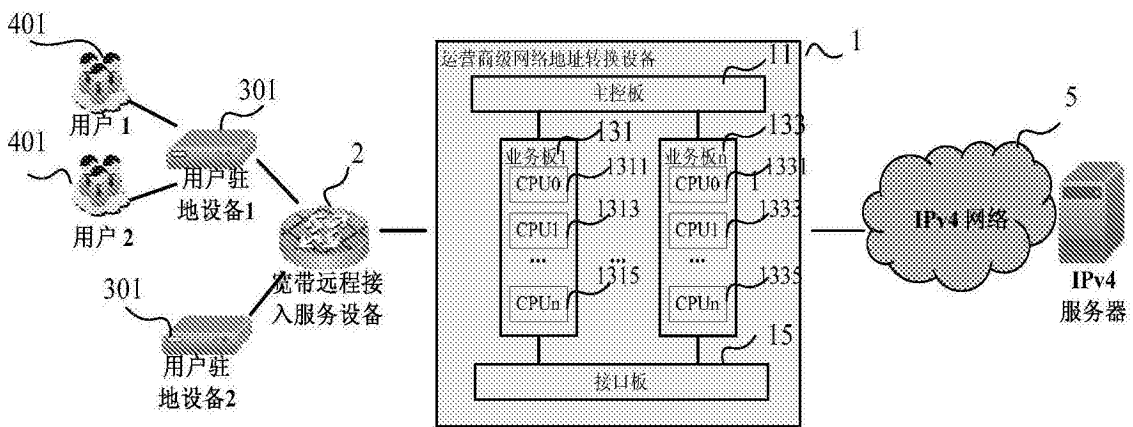 401
用户 1
401
用户 2
301
用户驻
地设备1
301
用户驻
地设备2
2
宽带远程接
入服务设备
运营商级网络地址转换设备
1
11
主控板
131
业务板1
1311
CPU0
1313
CPU1
...
1315
CPUn
...
...
133
业务板n
1331
CPU0
1333
CPU1
...
1335
CPUn
15
接口板
5
IPv4 网络
IPv4
服务器